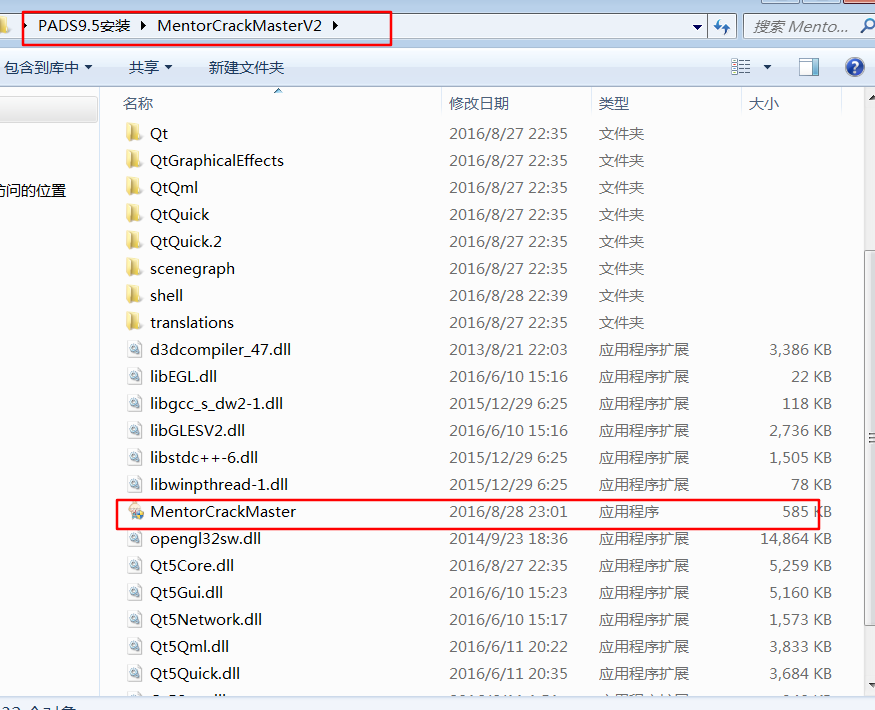 PADS9.5安装 MentorCrackMasterV2 搜索 Mento...
包含到库中 共享 新建文件夹
名称 修改日期 类型 大小
Qt 2016/8/27 22:35 文件夹
QtGraphicalEffects 2016/8/27 22:35 文件夹
QtQml 2016/8/27 22:35 文件夹
问的位置
QtQuick 2016/8/27 22:35 文件夹
QtQuick.2 2016/8/27 22:35 文件夹
scenegraph 2016/8/27 22:35 文件夹
shell 2016/8/28 22:39 文件夹
translations 2016/8/27 22:35 文件夹
d3dcompiler_47.dll 2013/8/21 22:03 应用程序扩展 3,386 KB
libEGL.dll 2016/6/10 15:16 应用程序扩展 22 KB
libgcc_s_dw2-1.dll 2015/12/29 6:25 应用程序扩展 118 KB
libGLESV2.dll 2016/6/10 15:16 应用程序扩展 2,736 KB
libstdc++-6.dll 2015/12/29 6:25 应用程序扩展 1,505 KB
libwinpthread-1.dll 2015/12/29 6:25 应用程序扩展 78 KB
MentorCrackMaster 2016/8/28 23:01 应用程序 585 KB
opengl32sw.dll 2014/9/23 18:36 应用程序扩展 14,864 KB
Qt5Core.dll 2016/8/27 22:35 应用程序扩展 5,259 KB
Qt5Gui.dll 2016/6/10 15:23 应用程序扩展 5,160 KB
Qt5Network.dll 2016/6/10 15:17 应用程序扩展 1,573 KB
Qt5Qml.dll 2016/6/11 20:22 应用程序扩展 3,833 KB
Qt5Quick.dll 2016/6/11 20:35 应用程序扩展 3,684 KB